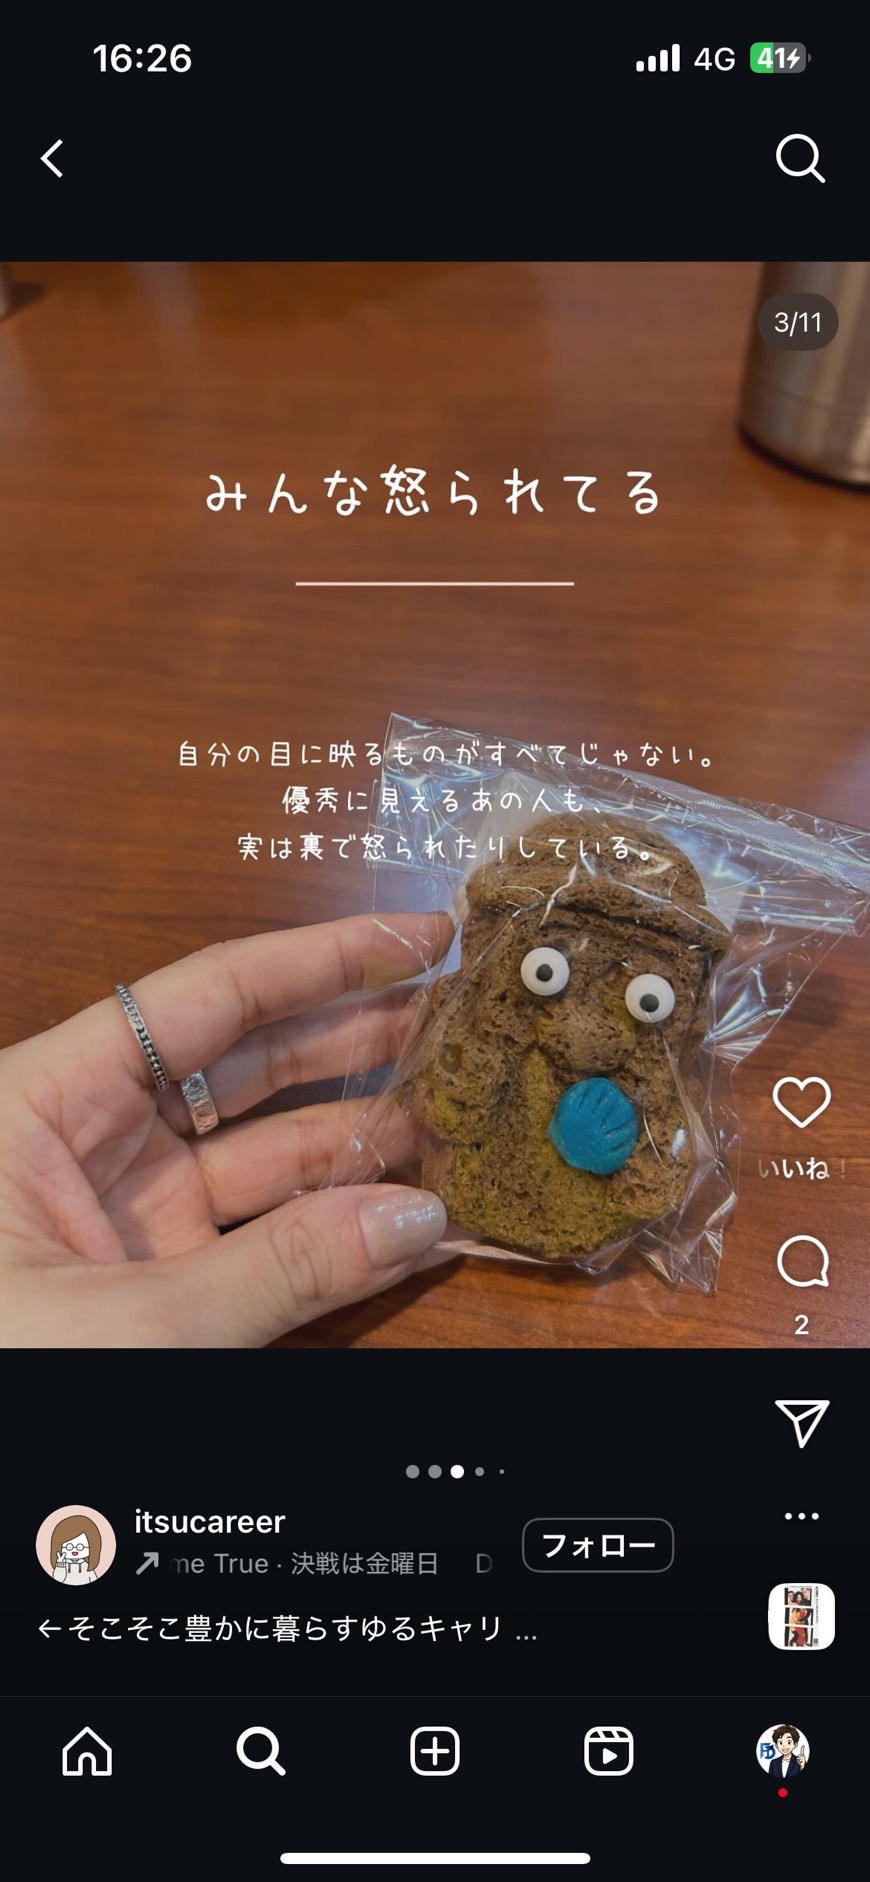 16:26
4G
41
3/11
みんな怒られてる
自分の目に映るものがすべてじゃない。
優秀に見えるあの人も、
実は裏で怒られたりしている。
いいね！
2
itsucareer
me True · 決戦は金曜日 D
フォロー
←そこそこ豊かに暮らすゆるキャリ ...